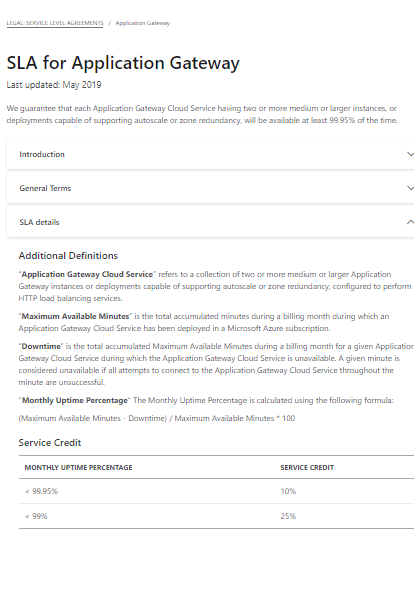 LEGAL: SERVICE LEVEL AGREEMENTS / Application Gateway
SLA for Application Gateway
Last updated: May 2019
We guarantee that each Application Gateway Cloud Service having two or more medium or larger instances, or
deployments capable of supporting autoscale or zone redundancy, will be available at least 99.95% of the time.
Introduction
General Terms
SLA details
Additional Definitions
"Application Gateway Cloud Service" refers to a collection of two or more medium or larger Application
Gateway instances or deployments capable of supporting autoscale or zone redundancy, configured to perform
HTTP load balancing services.
"Maximum Available Minutes" is the total accumulated minutes during a billing month during which an
Application Gateway Cloud Service has been deployed in a Microsoft Azure subscription.
"Downtime" is the total accumulated Maximum Available Minutes during a billing month for a given Application
Gateway Cloud Service during which the Application Gateway Cloud Service is unavailable. A given minute is
considered unavailable if all attempts to connect to the Application Gateway Cloud Service throughout the
minute are unsuccessful.
"Monthly Uptime Percentage" The Monthly Uptime Percentage is calculated using the following formula:
(Maximum Available Minutes - Downtime) / Maximum Available Minutes * 100
Service Credit
MONTHLY UPTIME PERCENTAGE SERVICE CREDIT
< 99.95% 10%
< 99% 25%